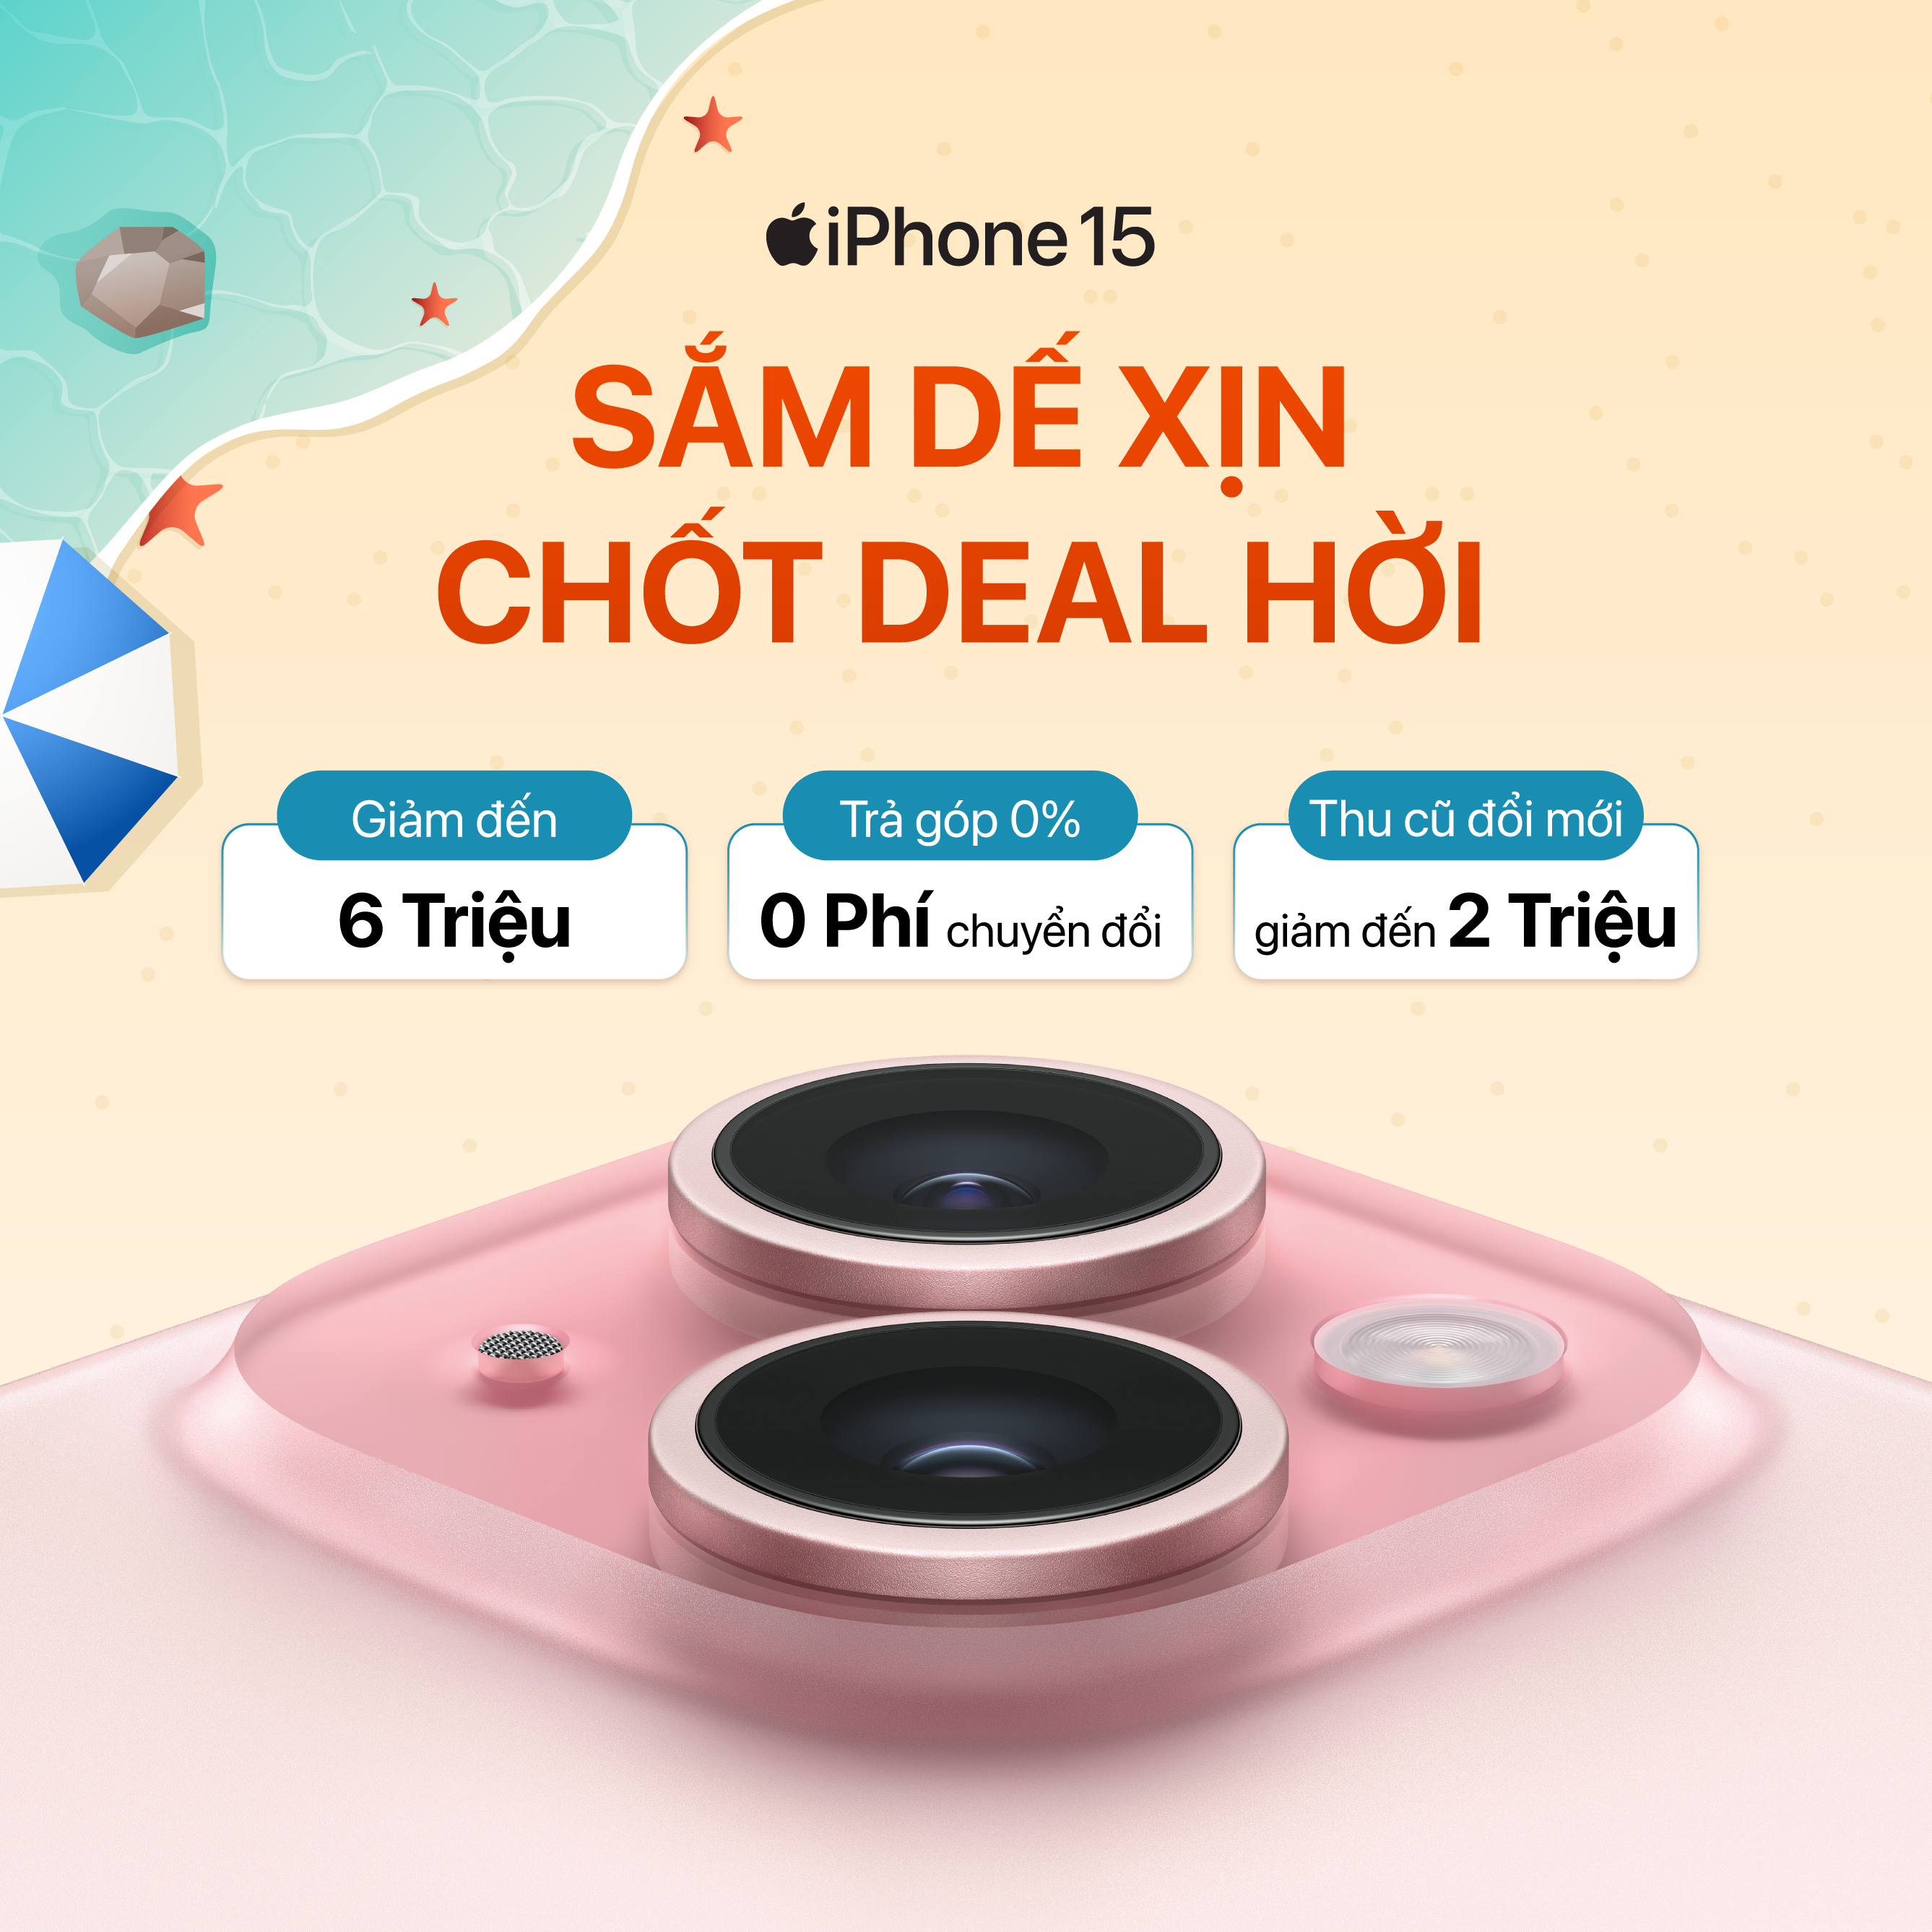 iPhone 15
SẮM DẾ XỊN
CHỐT DEAL HỜI
Giảm đến
6 Triệu
Trả góp 0%
0 Phí chuyển đổi
Thu cũ đổi mới
giảm đến 2 Triệu